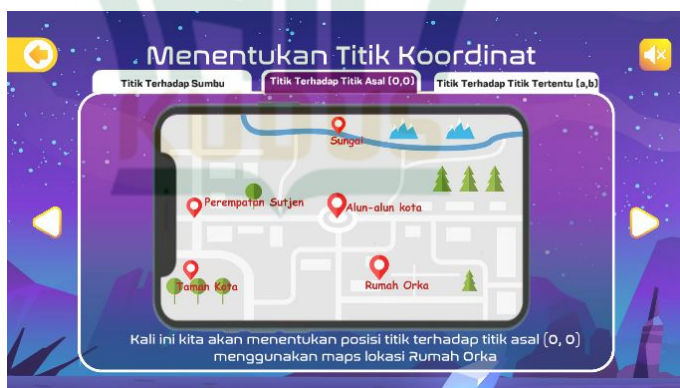 Menentukan Titik Koordinat
Titik Terhadap Sumbu
Titik Terhadap Titik Asal (0,0)
Titik Terhadap Titik Tertentu (a,b)
KUDUS
Sungai
Perempatan Sutjen
Alun-alun kota
Taman Kota
Rumah Orka
Kali ini kita akan menentukan posisi titik terhadap titik asal (0, 0)
menggunakan maps lokasi Rumah Orka